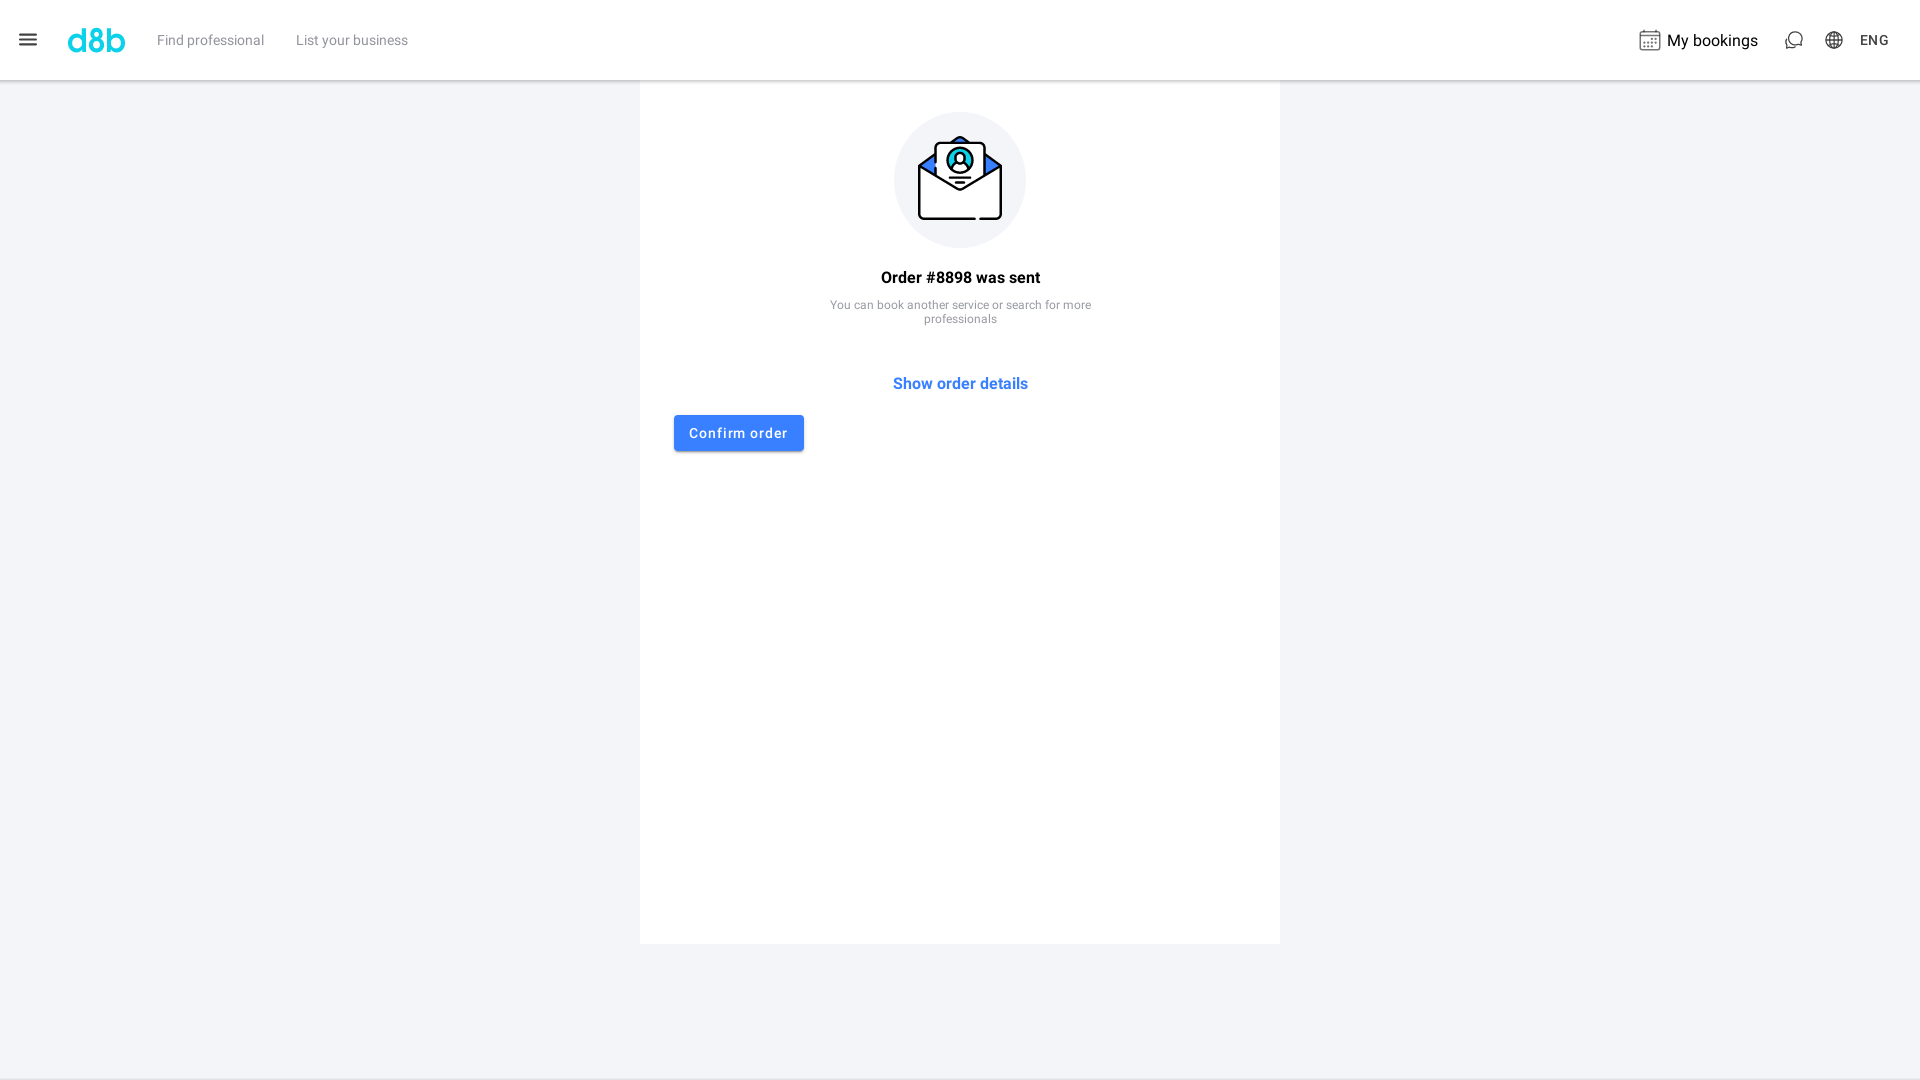 d8b
Find professional
List your business
My bookings
ENG
Order #8898 was sent
You can book another service or search for more
professionals
Show order details
Confirm order